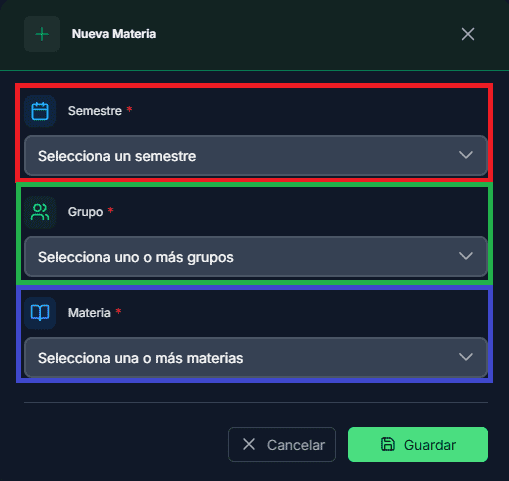 Nueva Materia
Semestre *
Selecciona un semestre
Grupo *
Selecciona uno o más grupos
Materia *
Selecciona una o más materias
Cancelar
Guardar